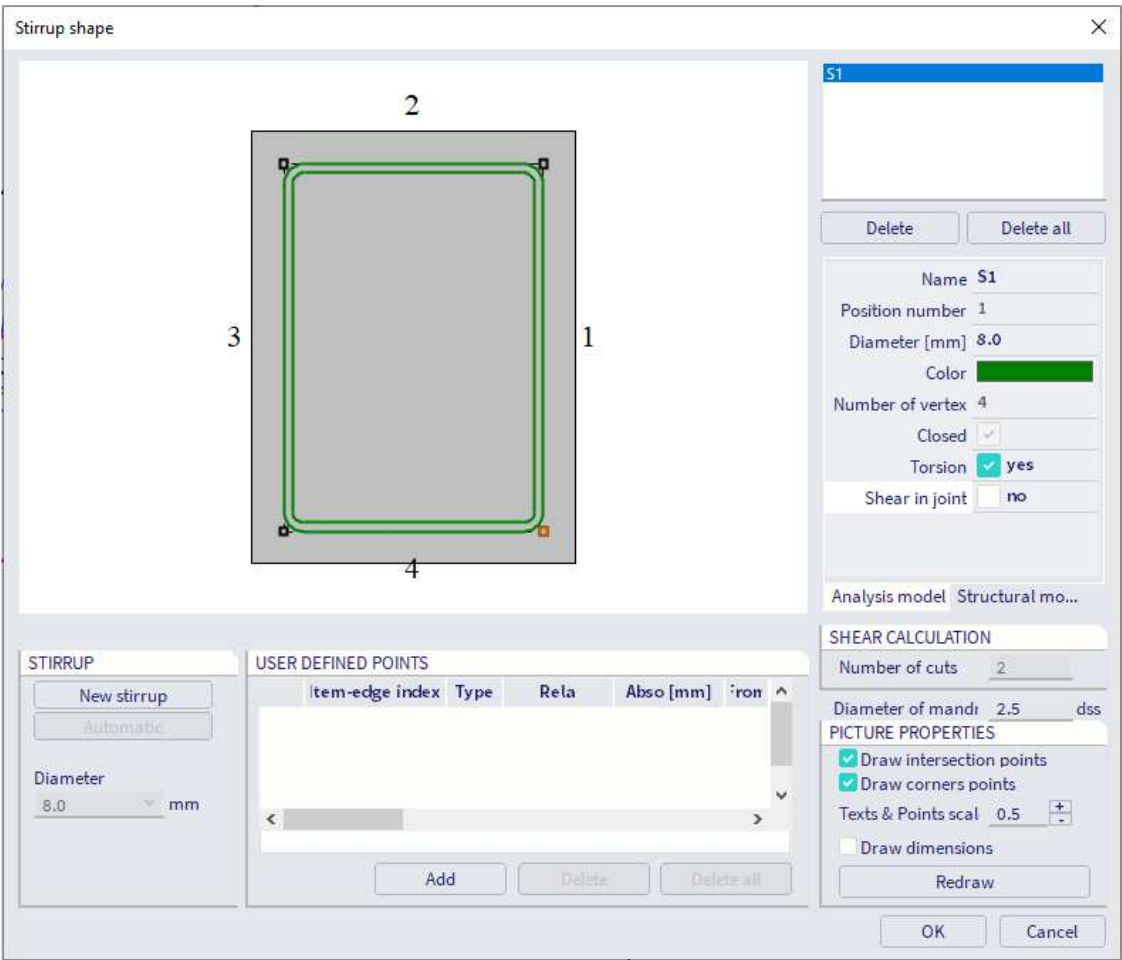 Stirrup shape
2
3
1
4
S1
Delete Delete all
Name S1
Position number 1
Diameter [mm] 8.0
Color
Number of vertex 4
Closed
Torsion yes
Shear in joint no
Analysis model Structural mo...
SHEAR CALCULATION
Number of cuts 2
Diameter of mandr 2.5 dss
PICTURE PROPERTIES
Draw intersection points
Draw corners points
Texts & Points scal 0.5 + -
Draw dimensions
Redraw
STIRRUP
New stirrup
Automatic
Diameter
8.0 mm
USER DEFINED POINTS
Item-edge index Type Rela Abso [mm] From
Add Delete Delete all
OK Cancel